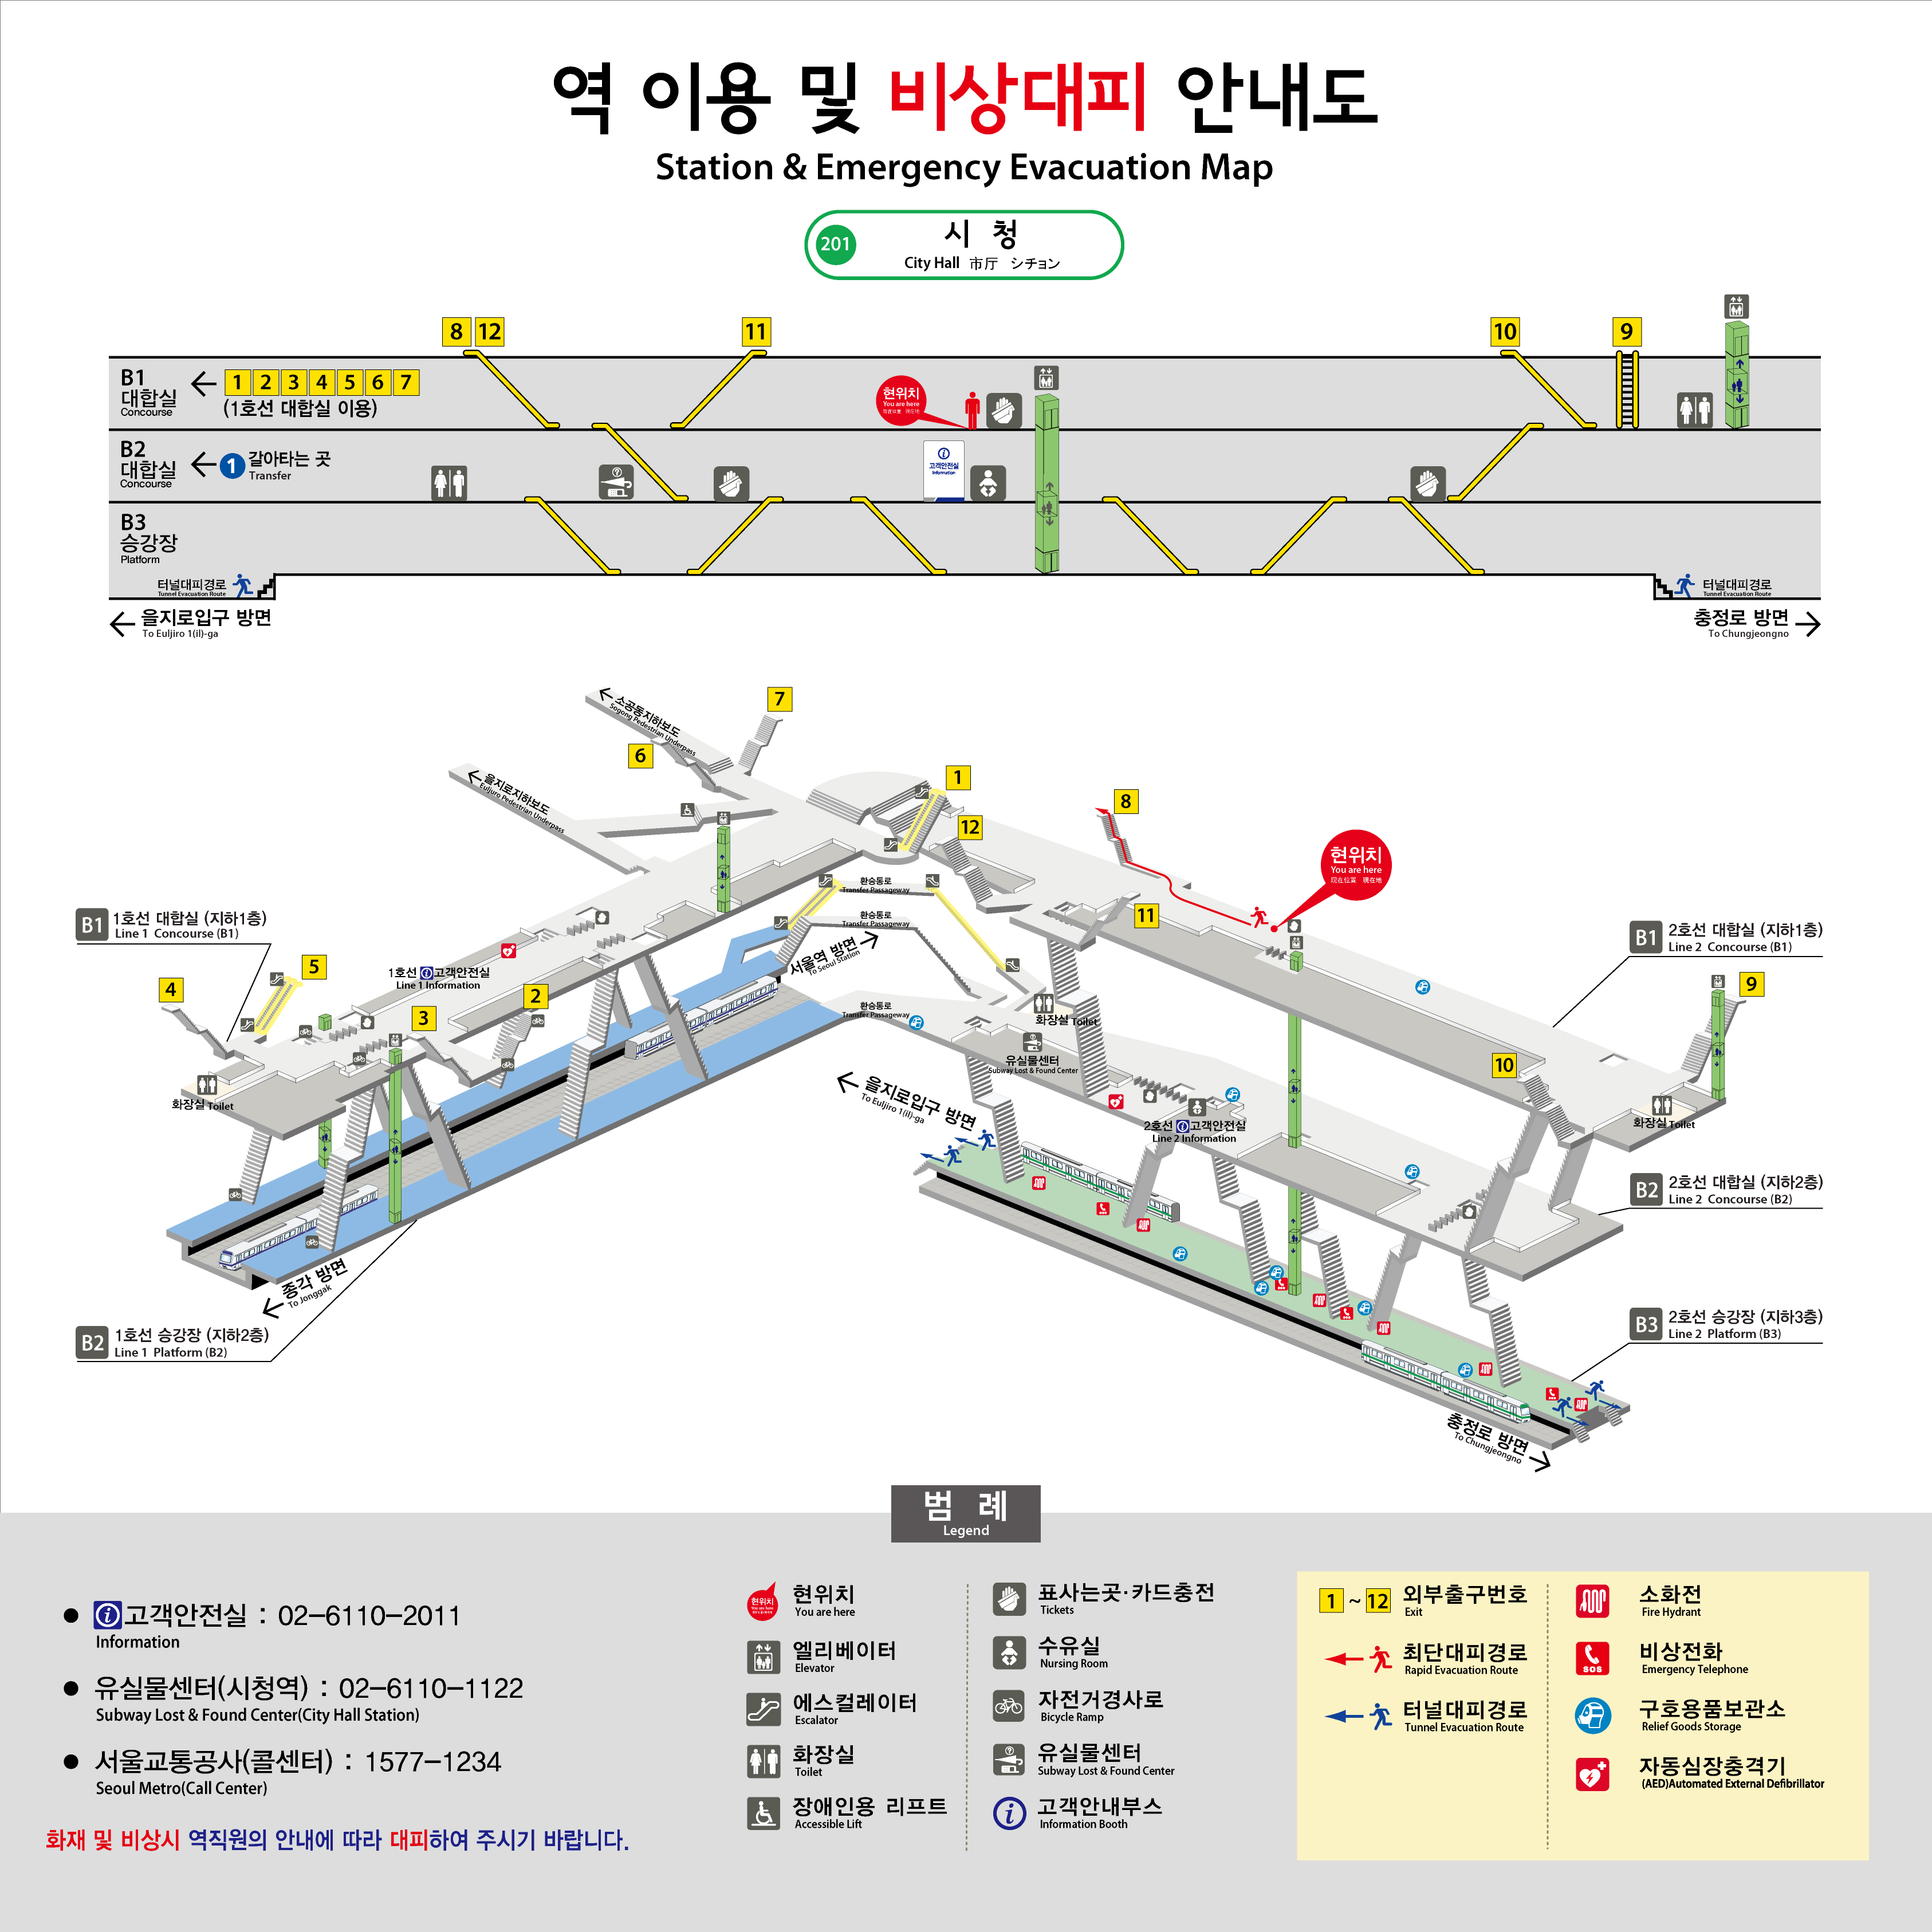 역 이용 및 비상대피 안내도
Station & Emergency Evacuation Map
201
시 청
City Hall 市厅 シチョン
8 12
11
10
9
B1
대합실
Concourse
1 2 3 4 5 6 7
(1호선 대합실 이용)
현위치
You are here
B2
대합실
Concourse
1 갈아타는 곳
Transfer
고객안전실
Information
B3
승강장
Platform
터널대피경로
Tunnel Evacuation Route
터널대피경로
Tunnel Evacuation Route
을지로입구 방면
To Euljiro 1(il)-ga
충정로 방면
To Chungjeongno
7
소공동지하보도
Sogong Pedestrian Underpass
6
을지로지하보도
Euljuro Pedestrian Underpass
1
8
12
현위치
You are here
现在位置 現在地
환승통로
Transfer Passageway
11
B1 1호선 대합실 (지하1층)
Line 1 Concourse (B1)
환승통로
Transfer Passageway
B1 2호선 대합실 (지하1층)
Line 2 Concourse (B1)
서울역 방면
To Seoul Station
4
5
1호선 고객안전실
Line 1 Information
2
3
9
환승통로
Transfer Passageway
화장실 Toilet
유실물센터
Subway Lost & Found Center
10
화장실 Toilet
을지로입구 방면
To Euljiro 1(il)-ga
2호선 고객안전실
Line 2 Information
화장실 Toilet
B2 2호선 대합실 (지하2층)
Line 2 Concourse (B2)
종각 방면
To Jonggak
B2 1호선 승강장 (지하2층)
Line 1 Platform (B2)
B3 2호선 승강장 (지하3층)
Line 2 Platform (B3)
충정로 방면
To Chungjeongno
범 례
Legend
● 고객안전실 : 02-6110-2011
Information
● 유실물센터(시청역) : 02-6110-1122
Subway Lost & Found Center(City Hall Station)
● 서울교통공사(콜센터) : 1577-1234
Seoul Metro(Call Center)
화재 및 비상시 역직원의 안내에 따라 대피하여 주시기 바랍니다.
현위치
You are here
엘리베이터
Elevator
에스컬레이터
Escalator
화장실
Toilet
장애인용 리프트
Accessible Lift
표사는곳·카드충전
Tickets
수유실
Nursing Room
자전거경사로
Bicycle Ramp
유실물센터
Subway Lost & Found Center
고객안내부스
Information Booth
1 ~ 12 외부출구번호
Exit
최단대피경로
Rapid Evacuation Route
터널대피경로
Tunnel Evacuation Route
소화전
Fire Hydrant
SOS
비상전화
Emergency Telephone
구호용품보관소
Relief Goods Storage
자동심장충격기
(AED)Automated External Defibrillator